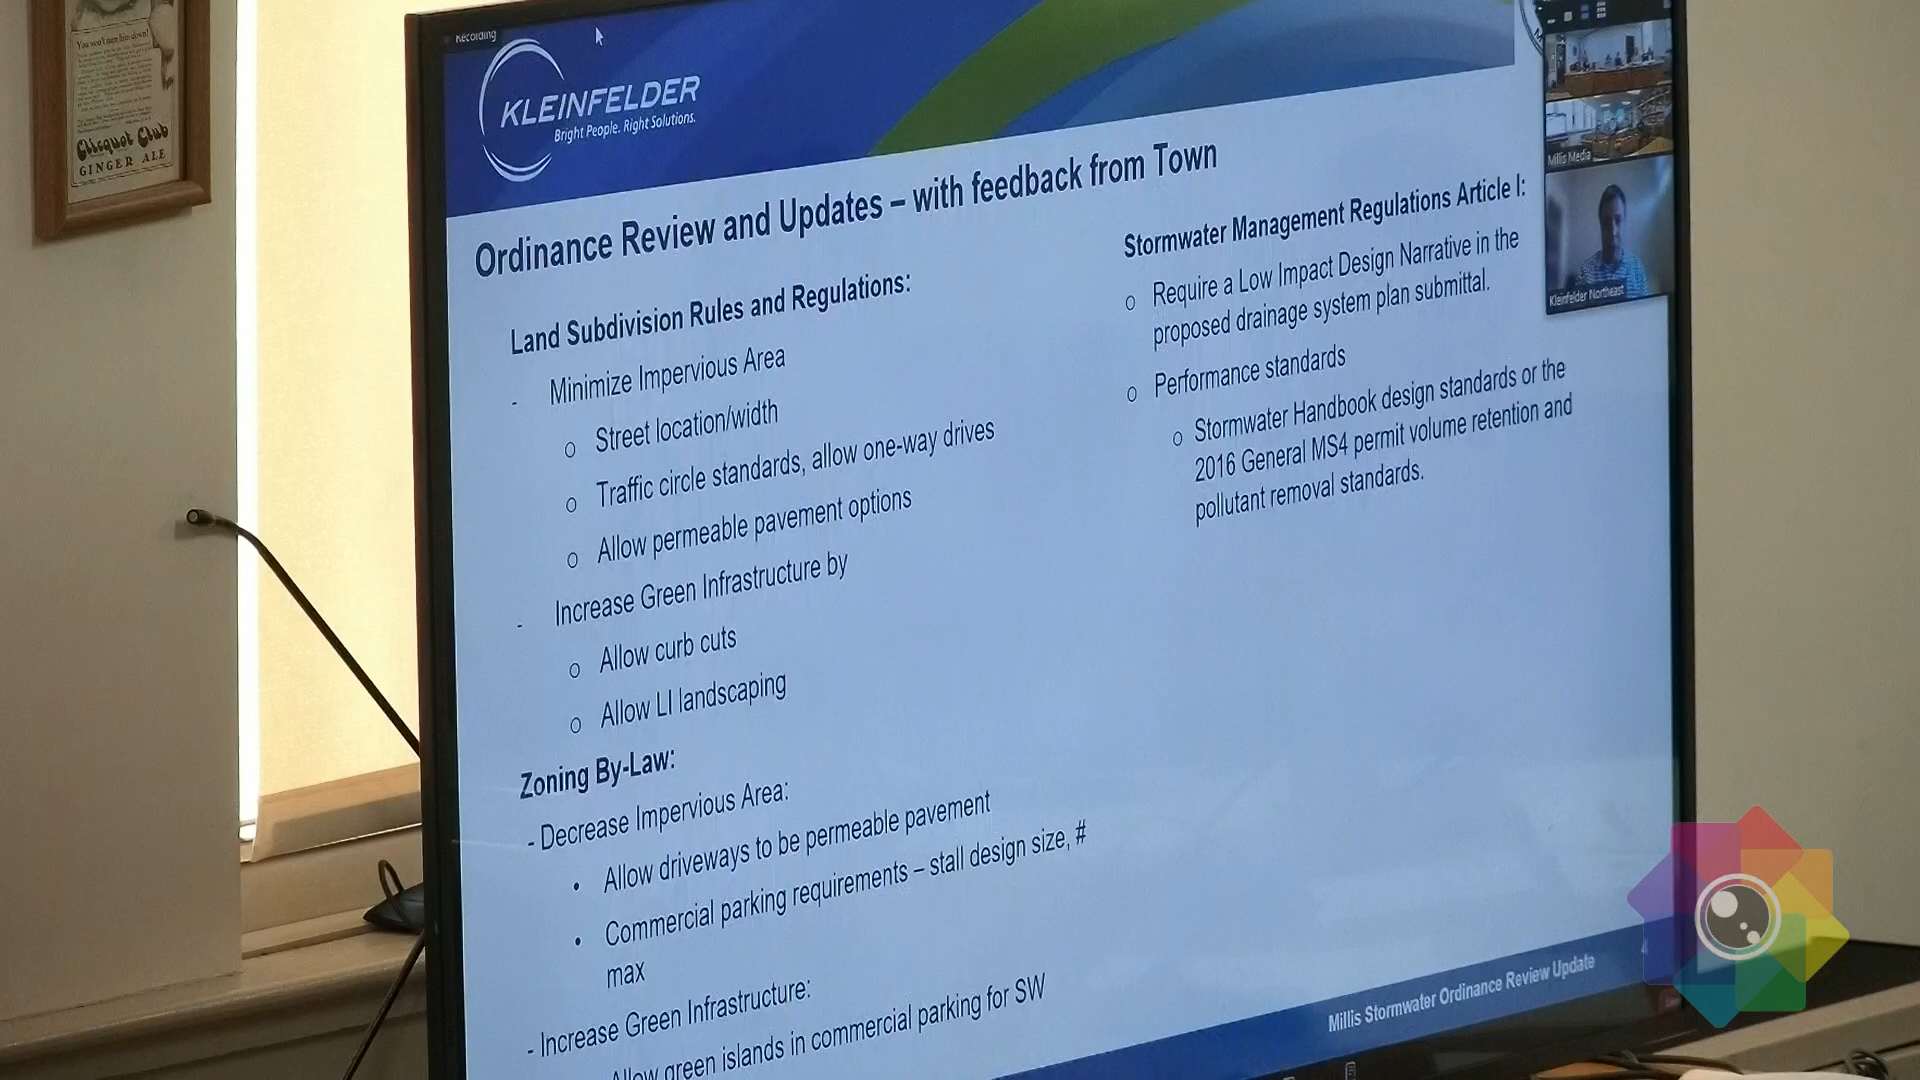 You won't turn him down!
Clicquot Club
GINGER ALE
Recording
KLEINFELDER
Bright People. Right Solutions.
Ordinance Review and Updates – with feedback from Town
Land Subdivision Rules and Regulations:
- Minimize Impervious Area
o Street location/width
o Traffic circle standards, allow one-way drives
o Allow permeable pavement options
- Increase Green Infrastructure by
o Allow curb cuts
o Allow LI landscaping
Zoning By-Law:
- Decrease Impervious Area:
• Allow driveways to be permeable pavement
• Commercial parking requirements – stall design size, #
max
- Increase Green Infrastructure:
Allow green islands in commercial parking for SW
Stormwater Management Regulations Article I:
o Require a Low Impact Design Narrative in the
proposed drainage system plan submittal.
o Performance standards
o Stormwater Handbook design standards or the
2016 General MS4 permit volume retention and
pollutant removal standards.
Millis Media
Kleinfelder Northeast
Millis Stormwater Ordinance Review Update
4